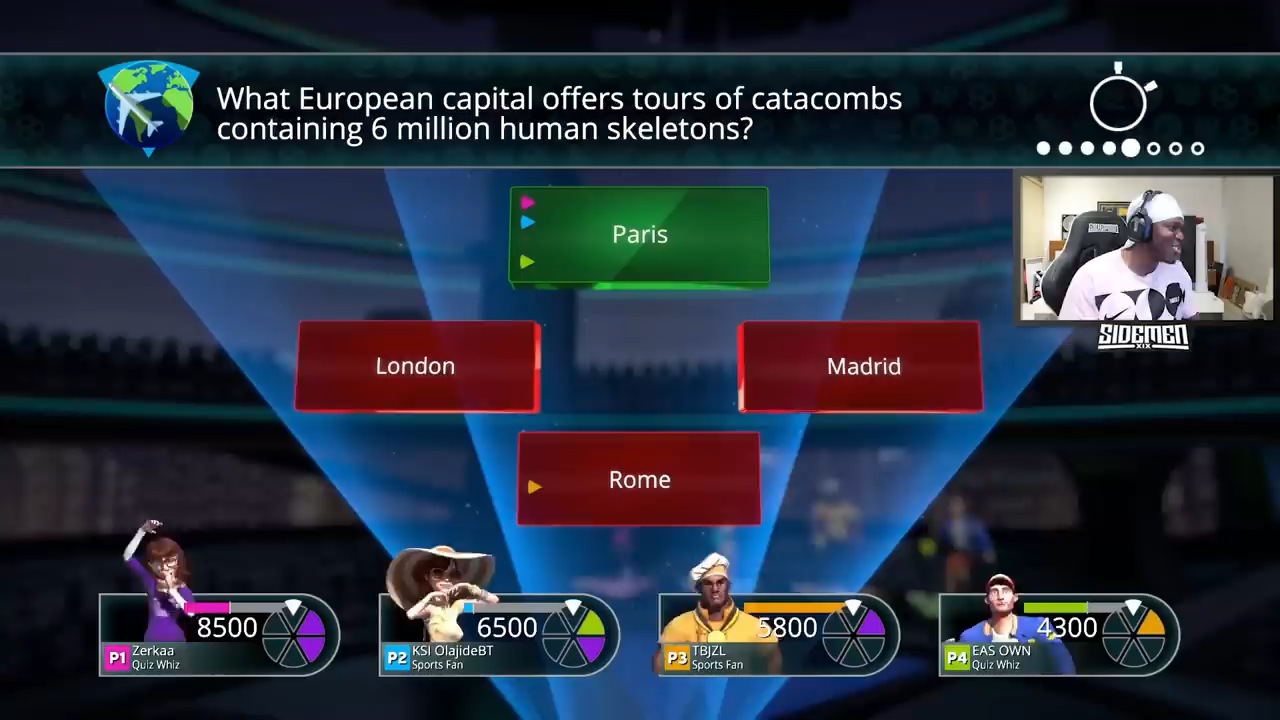 What European capital offers tours of catacombs
containing 6 million human skeletons?
Paris
London
Madrid
Rome
SIDEMEN
XIX
8500
P1
Zerkaa
Quiz Whiz
6500
P2
KSI OlajideBT
Sports Fan
5800
P3
TBJZL
Sports Fan
4300
P4
EAS OWN
Quiz Whiz